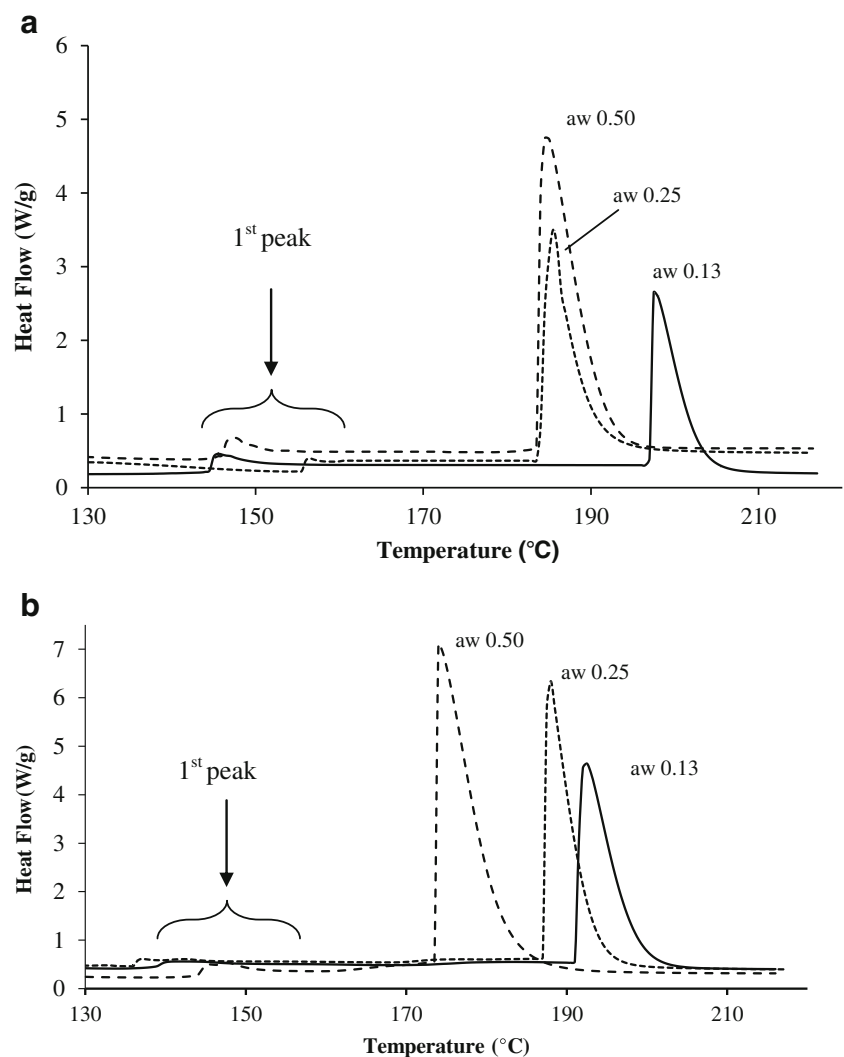 a
6
5
4
3
2
1
0
Heat Flow (W/g)
aw 0.50
aw 0.25
1st peak
aw 0.13
130 150 170 190 210
Temperature (°C)
b
7
6
5
4
3
2
1
0
Heat Flow(W/g)
aw 0.50
aw 0.25
1st peak
aw 0.13
130 150 170 190 210
Temperature (°C)